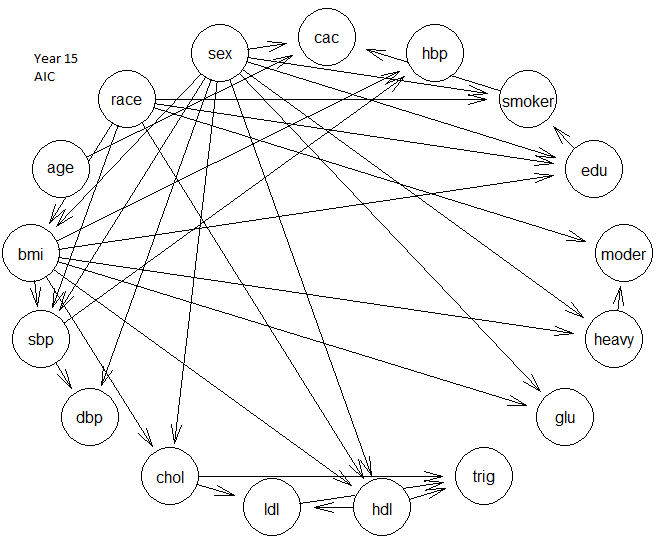 Year 15
AIC
cac
sex
hbp
race
smoker
age
edu
bmi
moder
sbp
heavy
dbp
glu
chol
trig
ldl
hdl